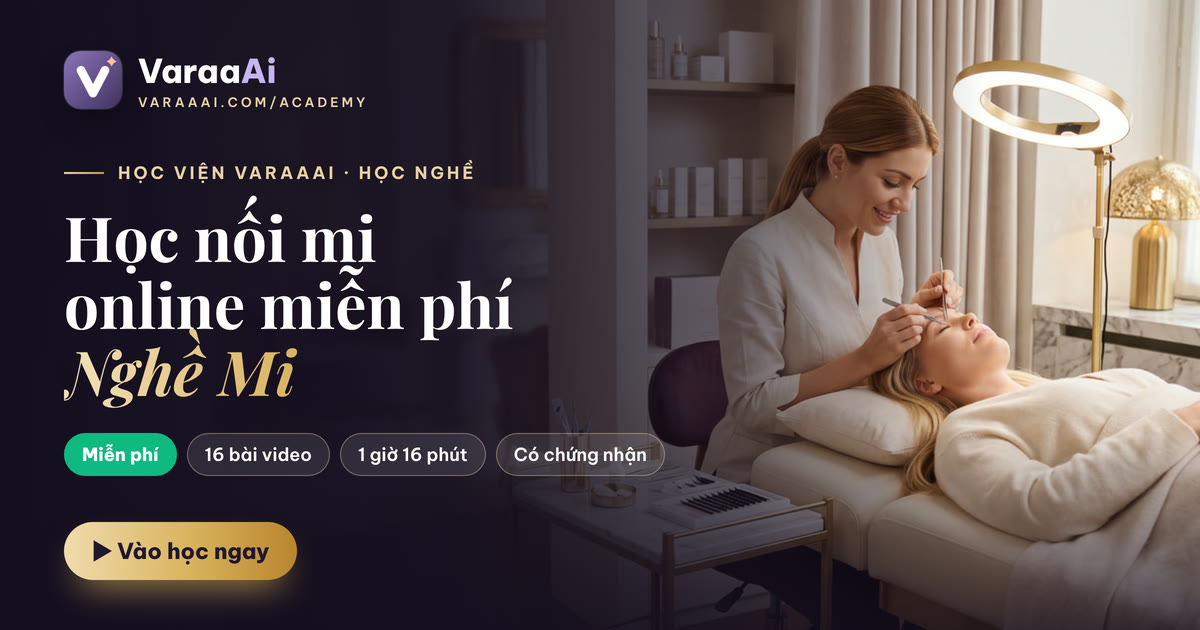 VaraaAi
VARAAAI.COM/ACADEMY
HỌC VIỆN VARAAAI · HỌC NGHỀ
Học nối mi
online miễn phí
Nghề Mi
Miễn phí
16 bài video
1 giờ 16 phút
Có chứng nhận
▶ Vào học ngay